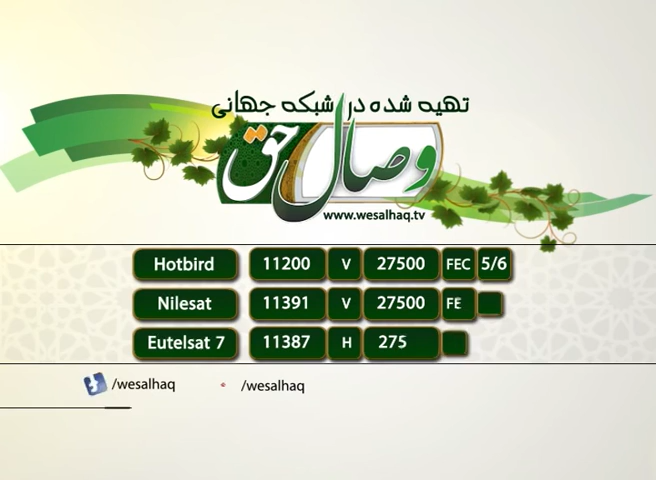 تهیه شده در شبکه جهانی
وصال حق
www.wesalhaq.tv
Hotbird 11200 V 27500 FEC 5/6
Nilesat 11391 V 27500 FE
Eutelsat 7 11387 H 275
/wesalhaq /wesalhaq